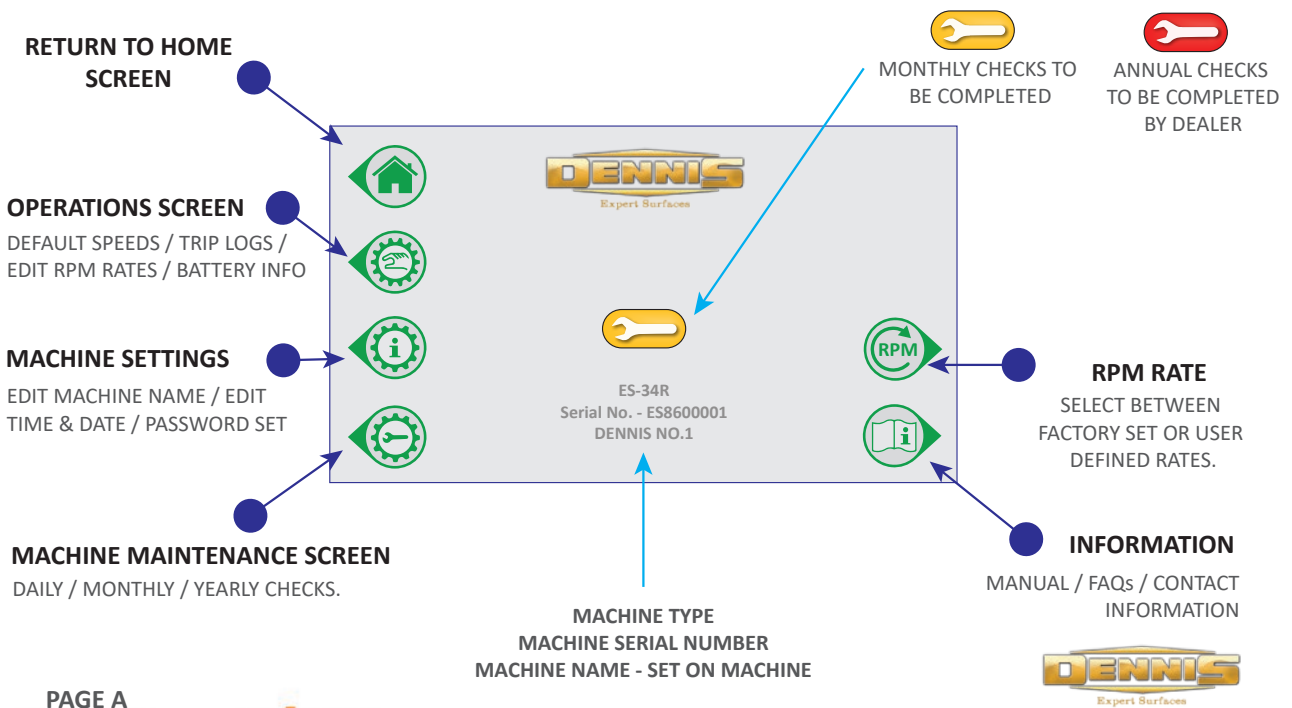 RETURN TO HOME
SCREEN
MONTHLY CHECKS TO
BE COMPLETED
ANNUAL CHECKS
TO BE COMPLETED
BY DEALER
DENNIS
Expert Surfaces
OPERATIONS SCREEN
DEFAULT SPEEDS / TRIP LOGS /
EDIT RPM RATES / BATTERY INFO
MACHINE SETTINGS
EDIT MACHINE NAME / EDIT
TIME & DATE / PASSWORD SET
i
ES-34R
Serial No. - ES8600001
DENNIS NO.1
RPM
i
RPM RATE
SELECT BETWEEN
FACTORY SET OR USER
DEFINED RATES.
MACHINE MAINTENANCE SCREEN
DAILY / MONTHLY / YEARLY CHECKS.
INFORMATION
MANUAL / FAQs / CONTACT
INFORMATION
MACHINE TYPE
MACHINE SERIAL NUMBER
MACHINE NAME - SET ON MACHINE
DENNIS
Expert Surfaces
PAGE A